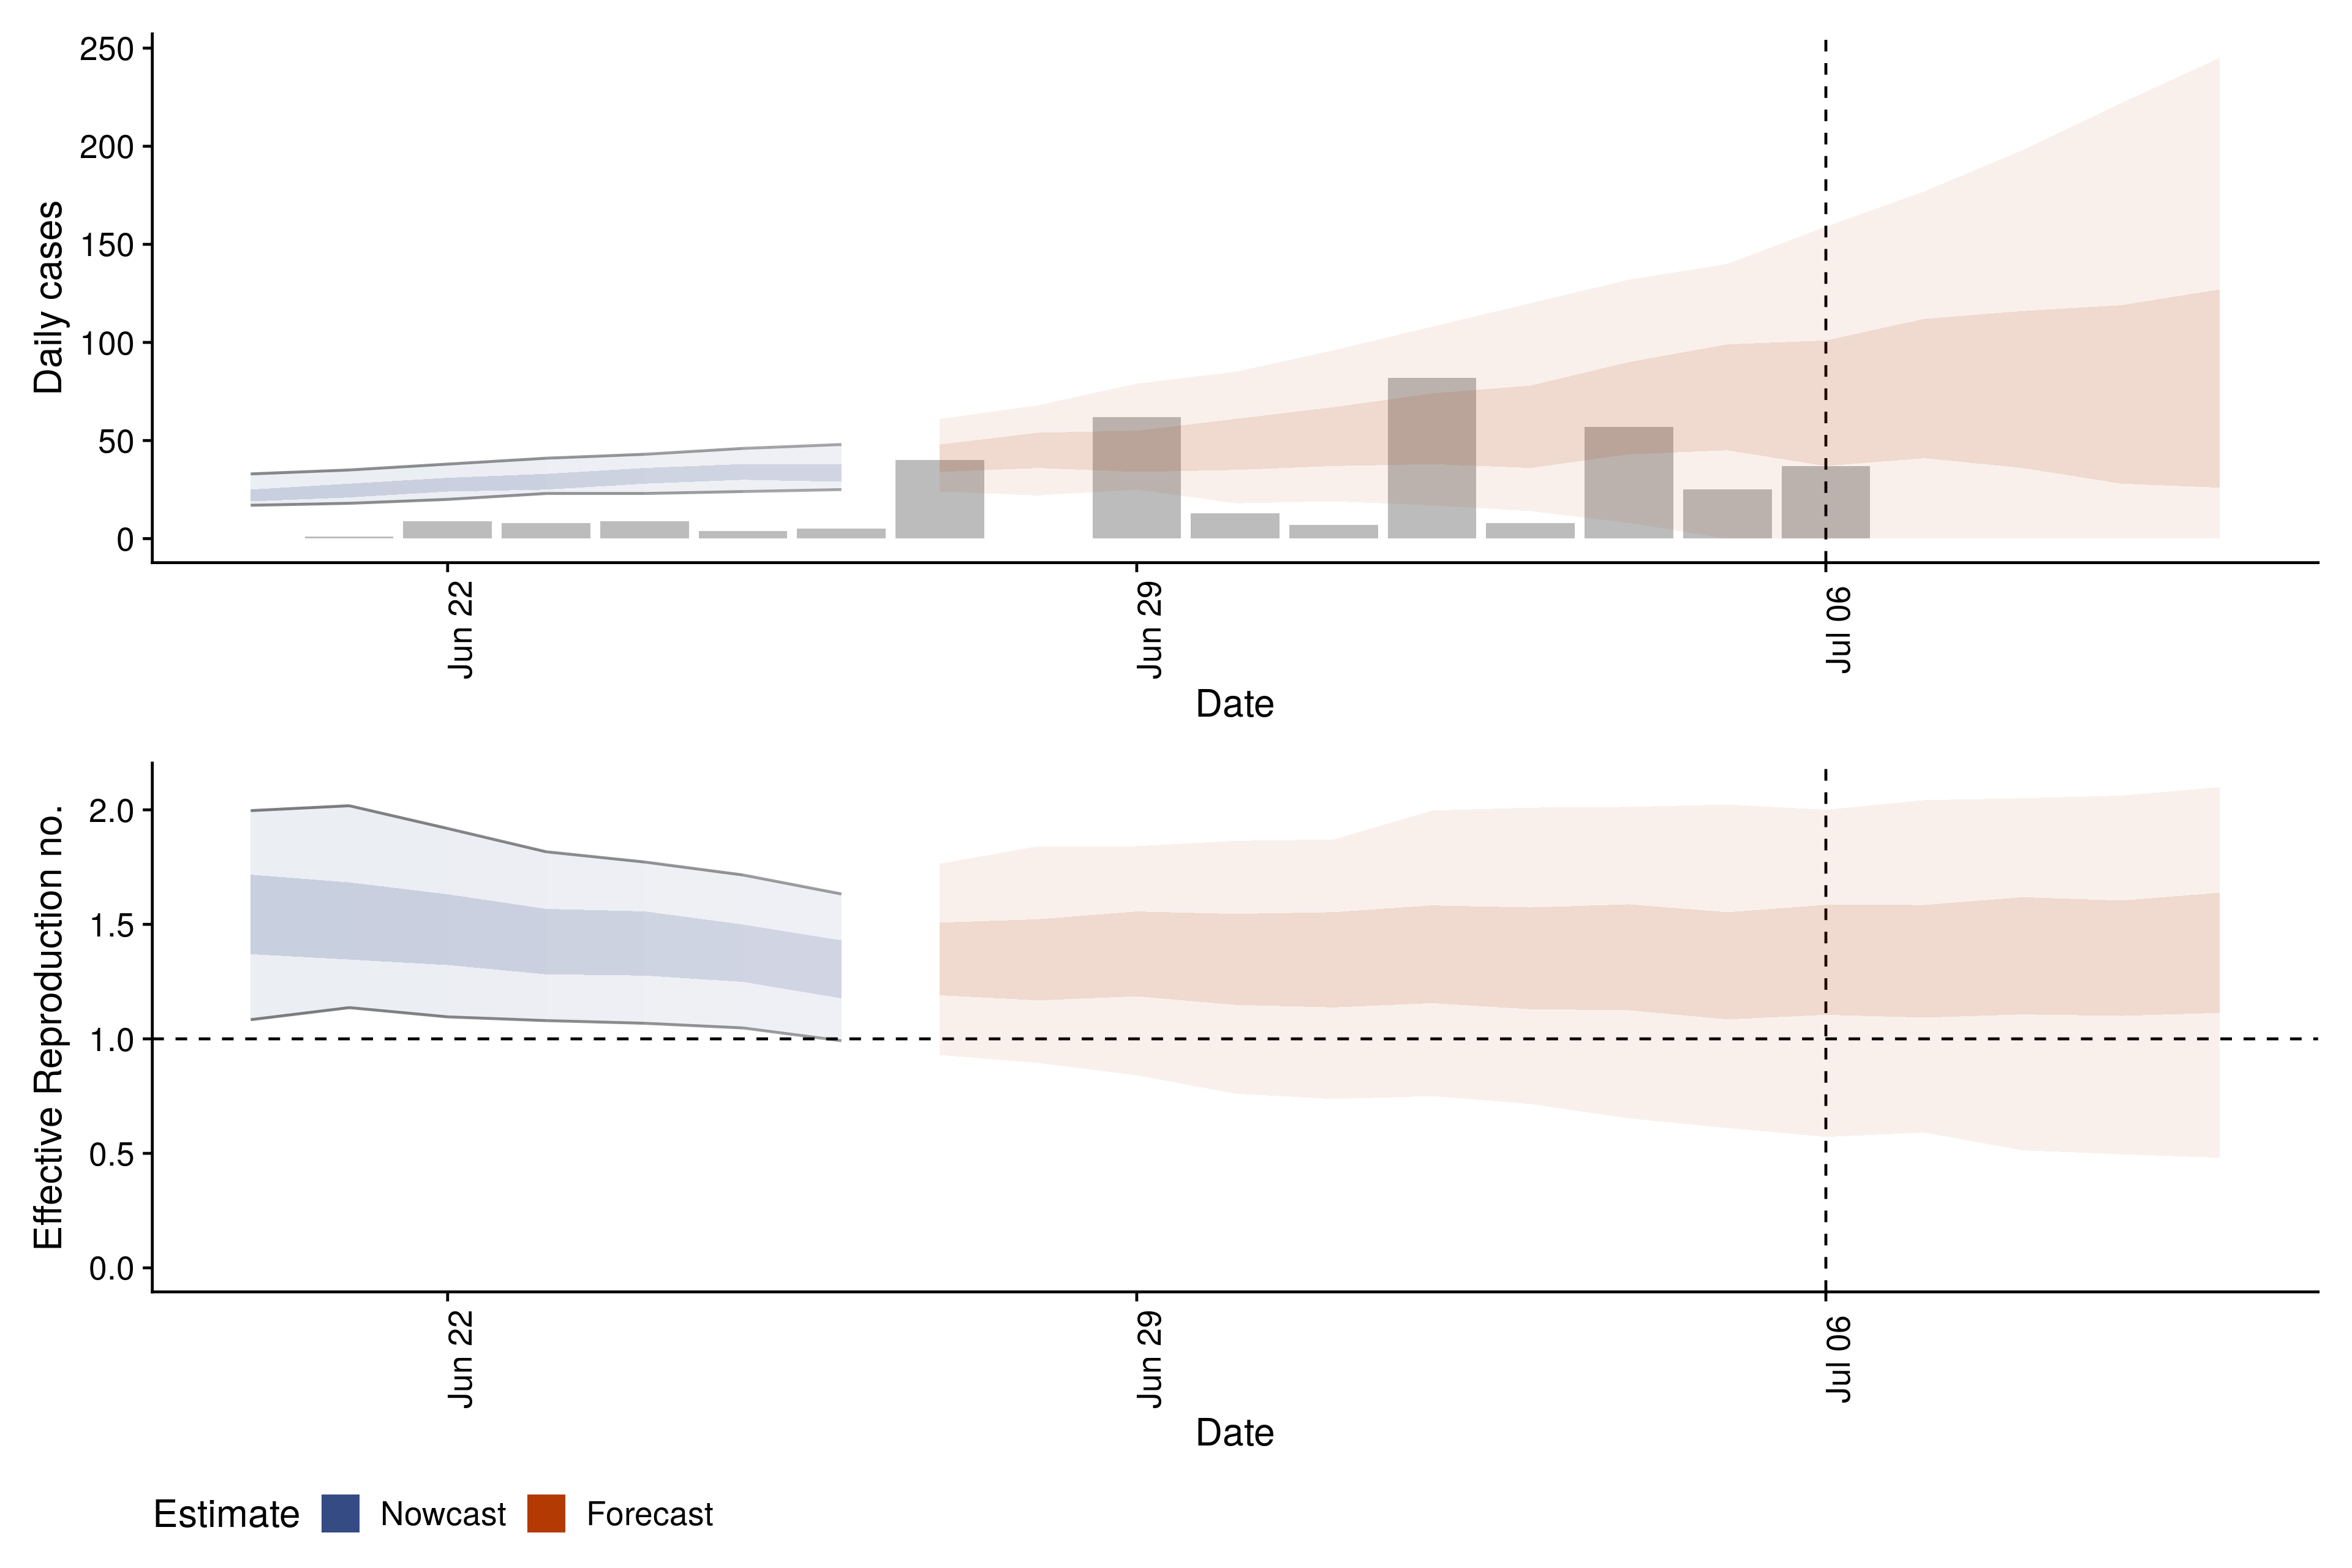 250
200
150
100
50
0
Daily cases
Jun 22
Jun 29
Jul 06
Date
2.0
1.5
1.0
0.5
0.0
Effective Reproduction no.
Jun 22
Jun 29
Jul 06
Date
Estimate Nowcast Forecast